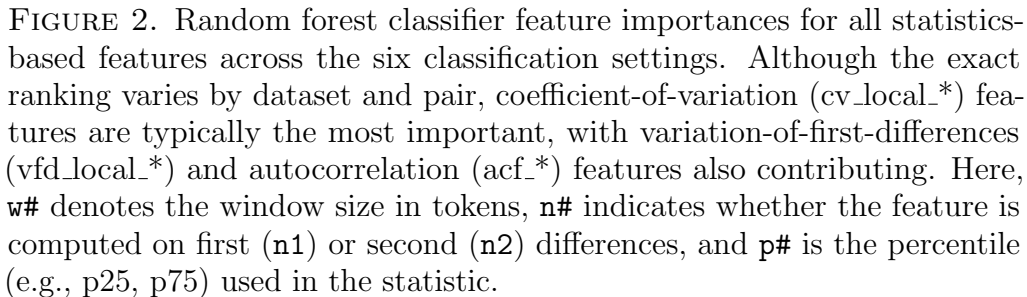 FIGURE 2. Random forest classifier feature importances for all statistics-
based features across the six classification settings. Although the exact
ranking varies by dataset and pair, coefficient-of-variation (cv_local_*) fea-
tures are typically the most important, with variation-of-first-differences
(vfd_local_*) and autocorrelation (acf_*) features also contributing. Here,
w# denotes the window size in tokens, n# indicates whether the feature is
computed on first (n1) or second (n2) differences, and p# is the percentile
(e.g., p25, p75) used in the statistic.